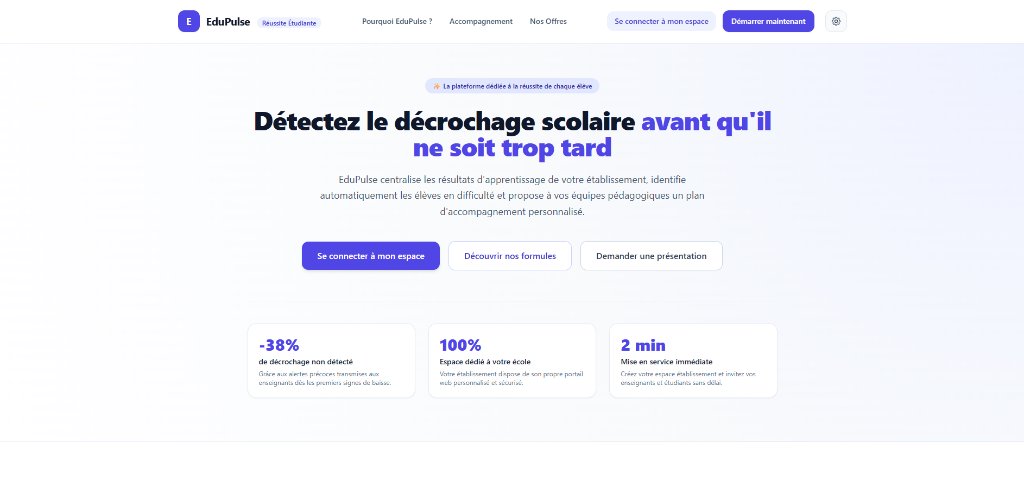 E EduPulse Réussite Étudiante Pourquoi EduPulse ? Accompagnement Nos Offres Se connecter à mon espace Démarrer maintenant
✨ La plateforme dédiée à la réussite de chaque élève
Détectez le décrochage scolaire avant qu'il
ne soit trop tard
EduPulse centralise les résultats d'apprentissage de votre établissement, identifie
automatiquement les élèves en difficulté et propose à vos équipes pédagogiques un plan
d'accompagnement personnalisé.
Se connecter à mon espace Découvrir nos formules Demander une présentation
-38%
de décrochage non détecté
Grâce aux alertes précoces transmises aux
enseignants dès les premiers signes de baisse.
100%
Espace dédié à votre école
Votre établissement dispose de son propre portail
web personnalisé et sécurisé.
2 min
Mise en service immédiate
Créez votre espace établissement et invitez vos
enseignants et étudiants sans délai.